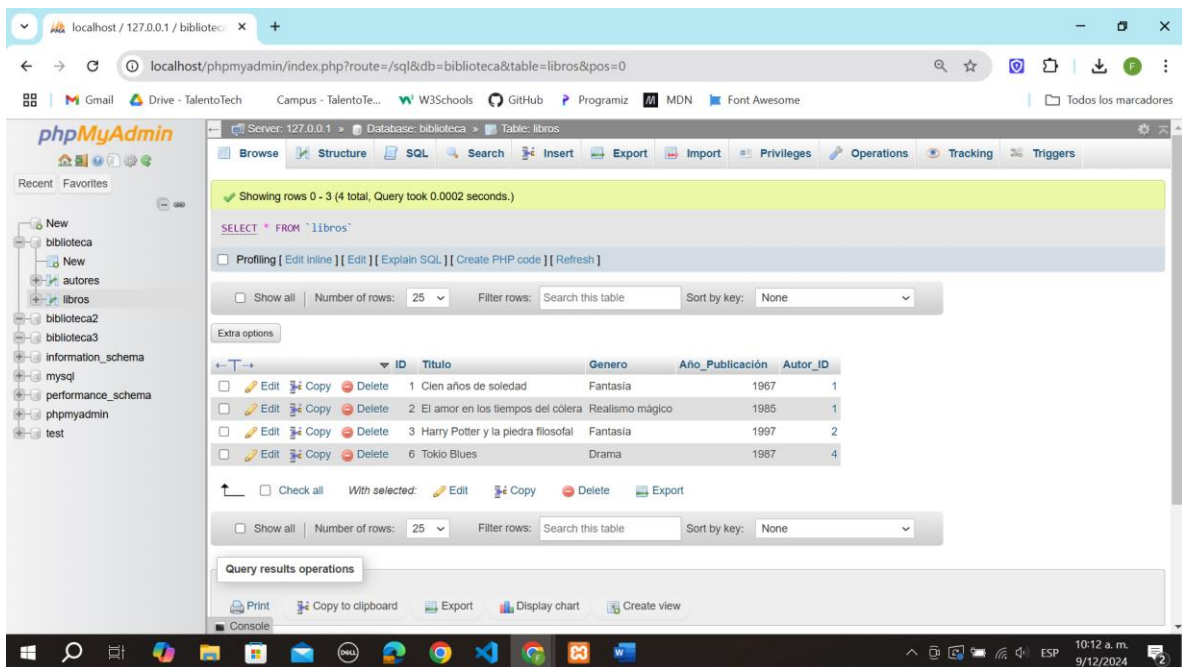 localhost / 127.0.0.1 / bibliotec
localhost/phpmyadmin/index.php?route=/sql&db=biblioteca&table=libros&pos=0
F
Gmail Drive - TalentoTech Campus - TalentoTe... W³ W3Schools GitHub Programiz M MDN Font Awesome Todos los marcadores
phpMyAdmin
Recent Favorites
New
biblioteca
New
autores
libros
biblioteca2
biblioteca3
information_schema
mysql
performance_schema
phpmyadmin
test
Server: 127.0.0.1 » Database: biblioteca » Table: libros
Browse Structure SQL Search Insert Export Import Privileges Operations Tracking Triggers
Showing rows 0 - 3 (4 total, Query took 0.0002 seconds.)
SELECT * FROM `libros`
Profiling [ Edit inline ] [ Edit ] [ Explain SQL ] [ Create PHP code ] [ Refresh ]
Show all | Number of rows: 25 Filter rows: Search this table Sort by key: None
Extra options
←T→ ID Titulo Genero Año_Publicación Autor_ID
Edit Copy Delete 1 Cien años de soledad Fantasía 1967 1
Edit Copy Delete 2 El amor en los tiempos del cólera Realismo mágico 1985 1
Edit Copy Delete 3 Harry Potter y la piedra filosofal Fantasía 1997 2
Edit Copy Delete 6 Tokio Blues Drama 1987 4
Check all With selected: Edit Copy Delete Export
Show all | Number of rows: 25 Filter rows: Search this table Sort by key: None
Query results operations
Print Copy to clipboard Export Display chart Create view
Console
DELL ESP 10:12 a. m.
9/12/2024 2